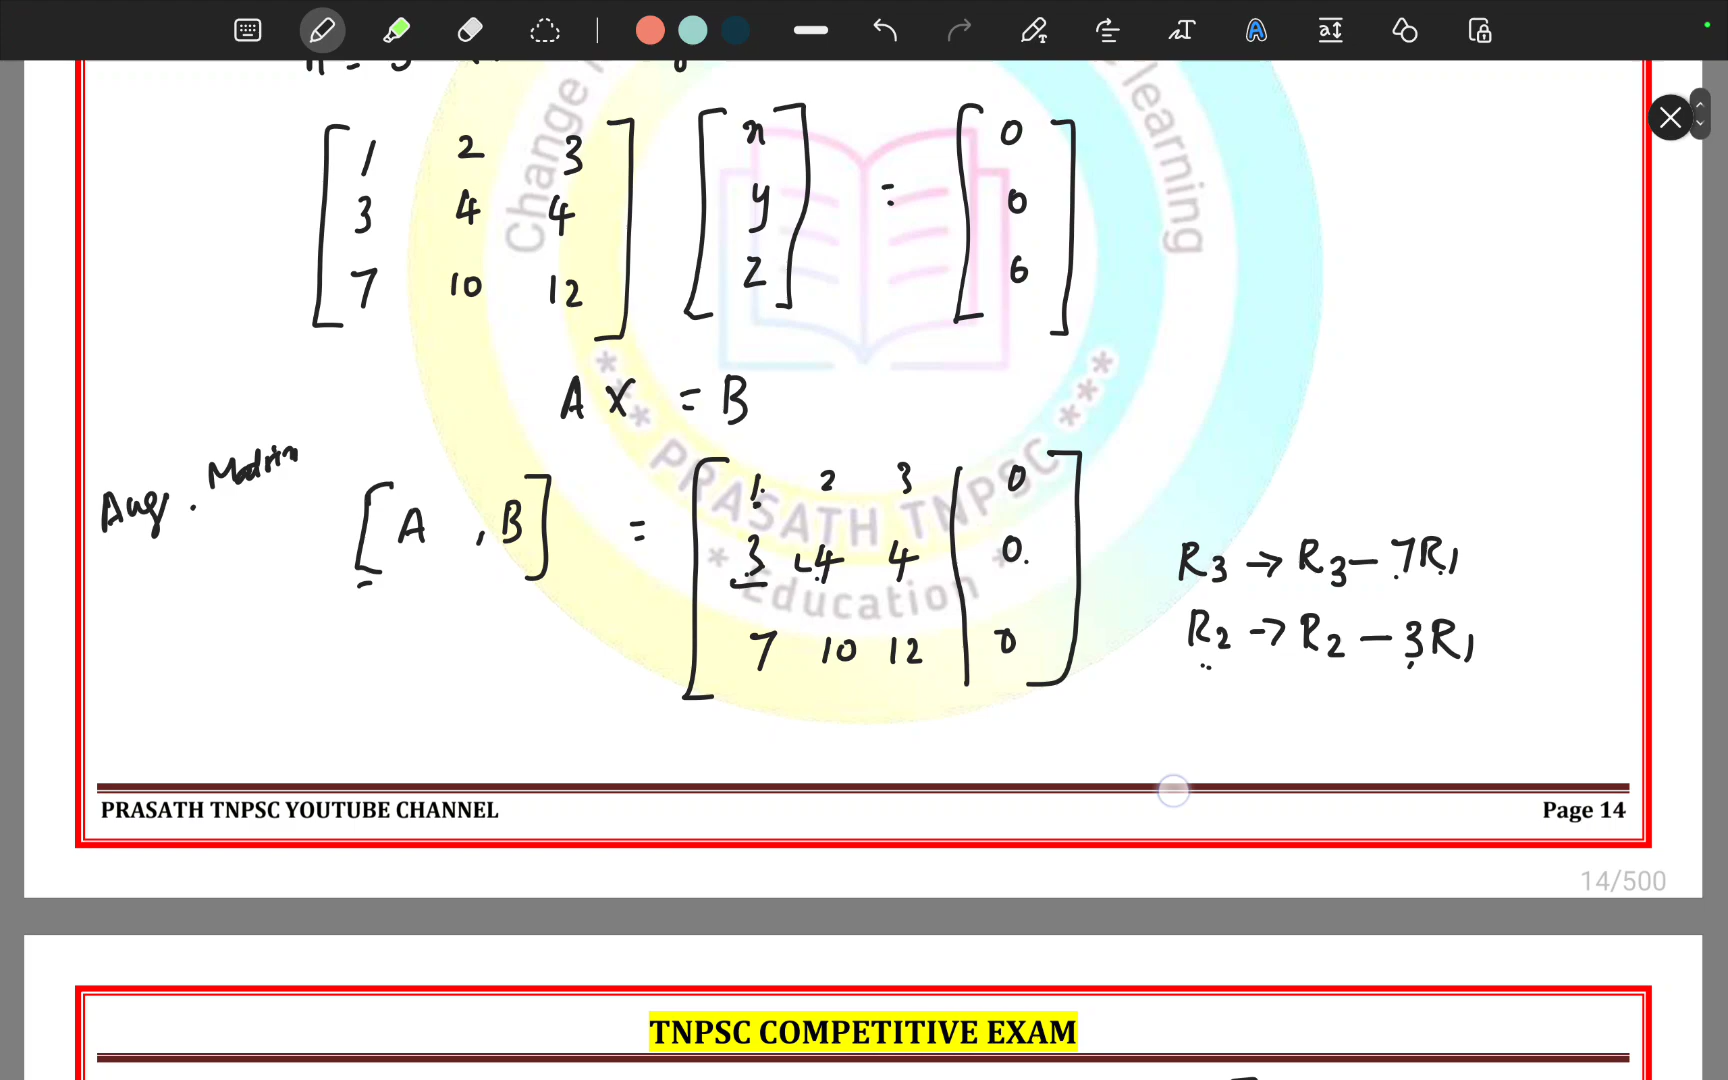 1 2 3
3 4 4
7 10 12
x
y
z
=
0
0
6
A X = B
Aug. Matrix
[A , B] =
1 2 3 | 0
3 4 4 | 0
7 10 12 | 0
R3 → R3 – 7R1
R2 → R2 – 3R1
Change
learning
*** PRASATH TNPSC ***
* Education *
PRASATH TNPSC YOUTUBE CHANNEL Page 14
14/500
TNPSC COMPETITIVE EXAM